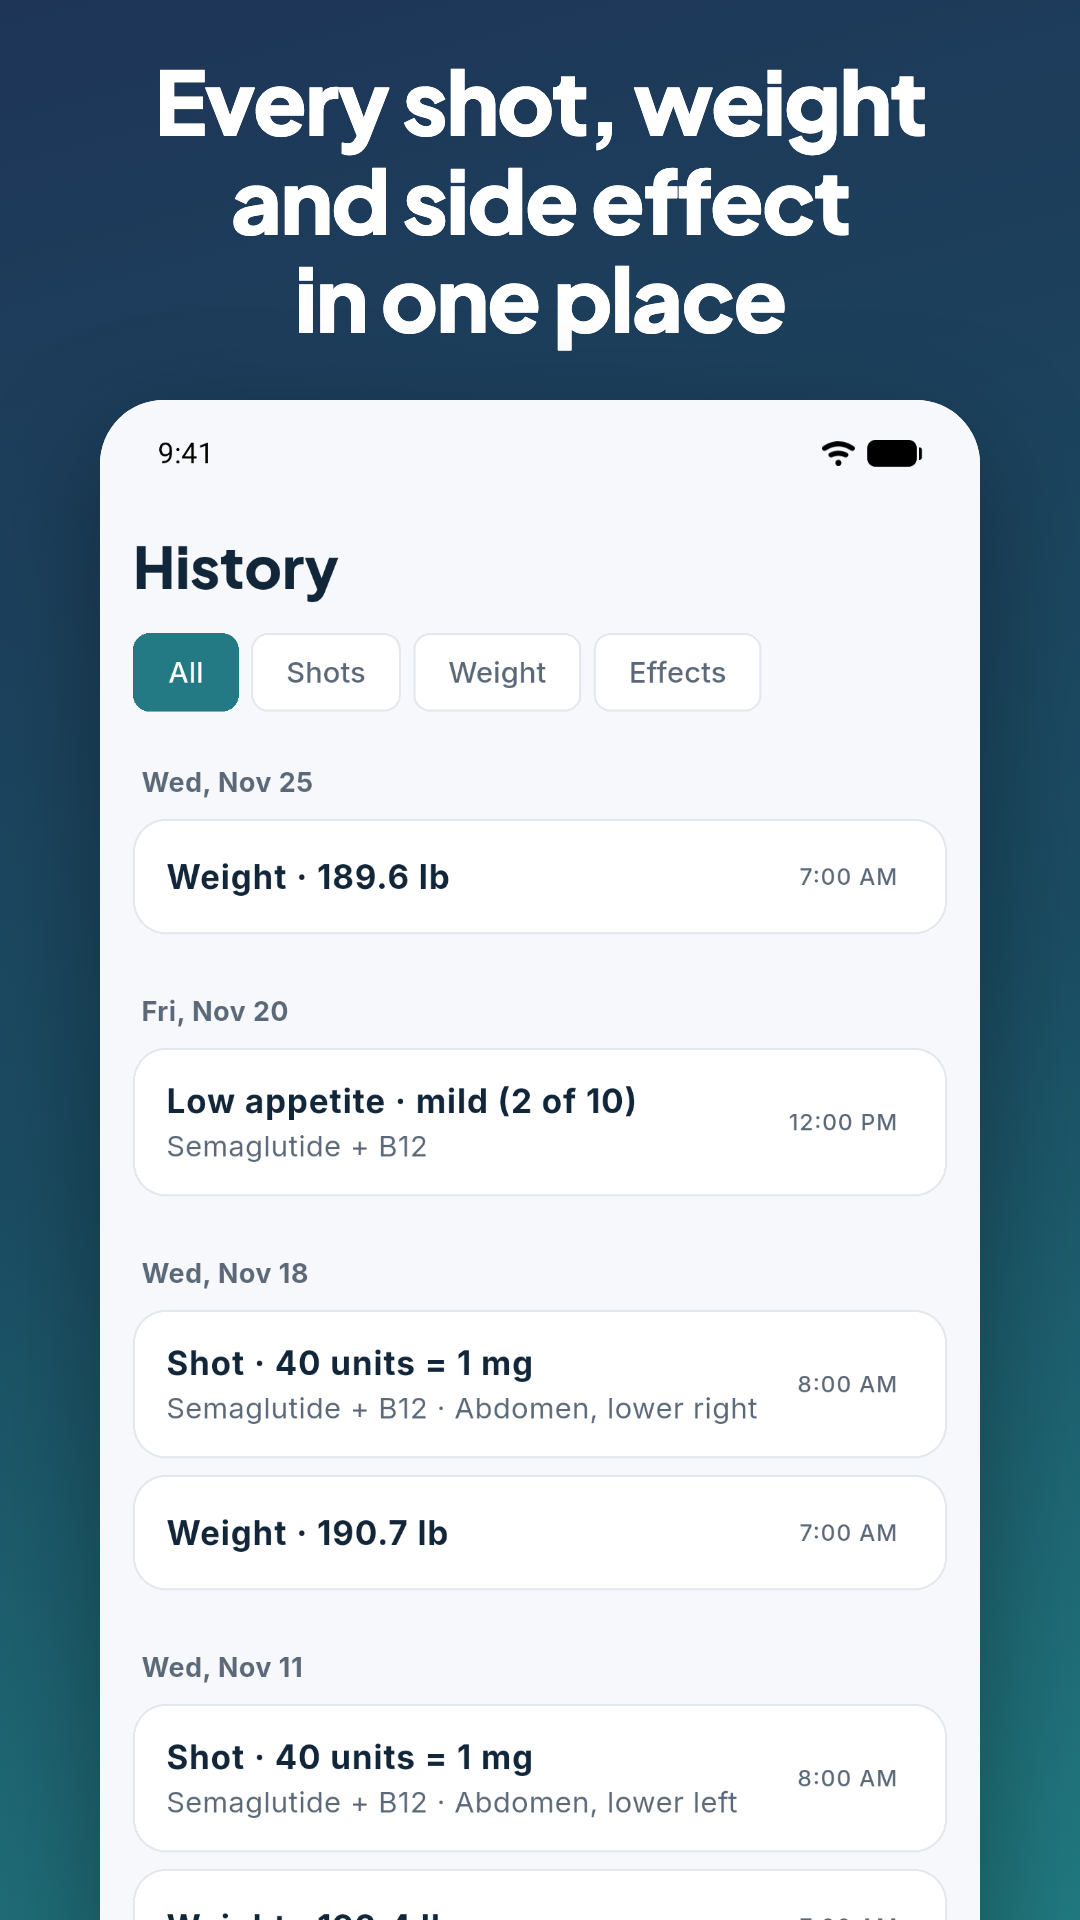 Every shot, weight
and side effect
in one place
9:41
History
All Shots Weight Effects
Wed, Nov 25
Weight · 189.6 lb 7:00 AM
Fri, Nov 20
Low appetite · mild (2 of 10)
12:00 PM
Semaglutide + B12
Wed, Nov 18
Shot · 40 units = 1 mg
8:00 AM
Semaglutide + B12 · Abdomen, lower right
Weight · 190.7 lb 7:00 AM
Wed, Nov 11
Shot · 40 units = 1 mg
8:00 AM
Semaglutide + B12 · Abdomen, lower left
Weight